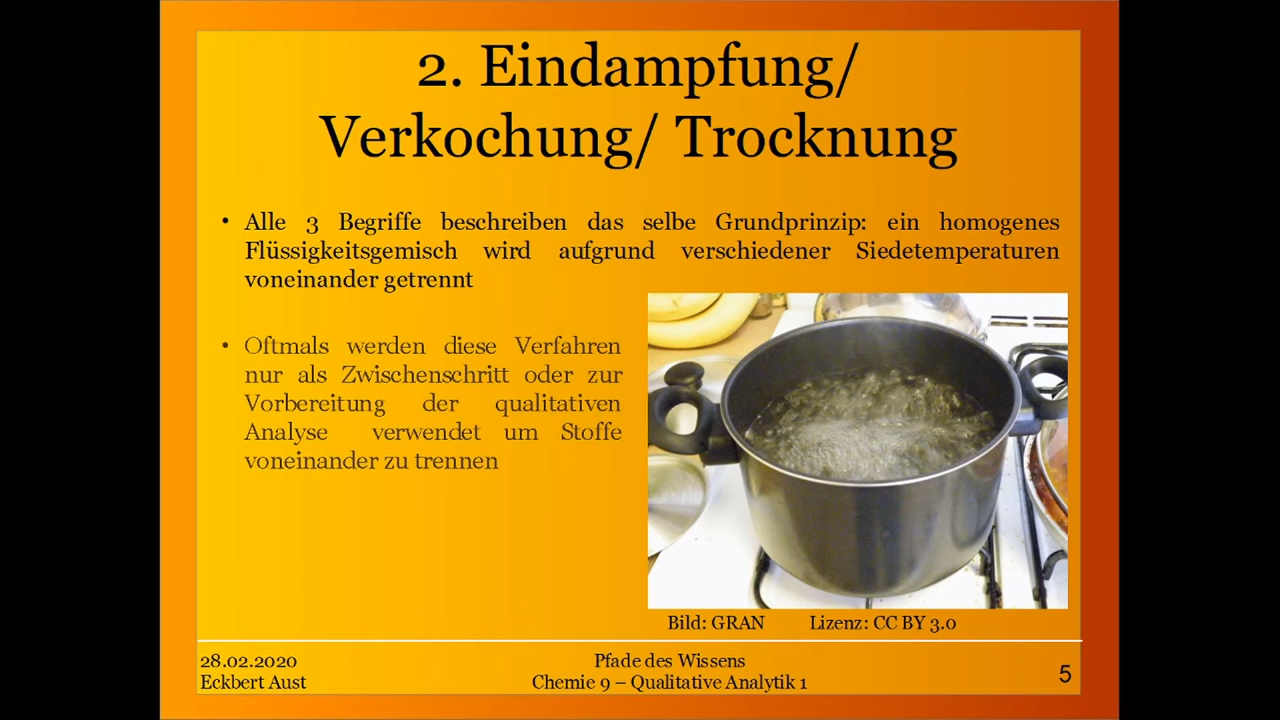 2. Eindampfung/
Verkochung/ Trocknung
• Alle 3 Begriffe beschreiben das selbe Grundprinzip: ein homogenes
Flüssigkeitsgemisch wird aufgrund verschiedener Siedetemperaturen
voneinander getrennt
• Oftmals werden diese Verfahren
nur als Zwischenschritt oder zur
Vorbereitung der qualitativen
Analyse verwendet um Stoffe
voneinander zu trennen
Bild: GRAN Lizenz: CC BY 3.0
28.02.2020
Eckbert Aust
Pfade des Wissens
Chemie 9 – Qualitative Analytik 1
5